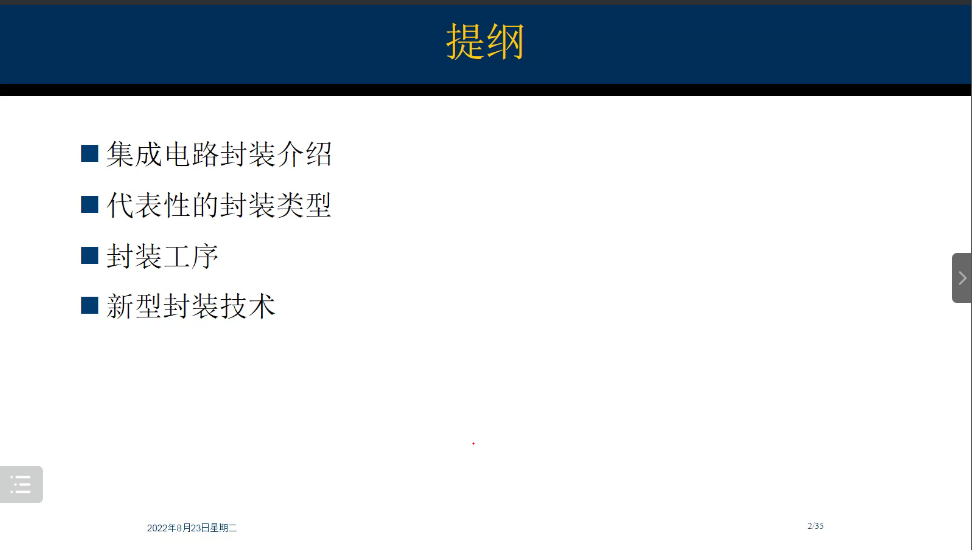 提纲
集成电路封装介绍
代表性的封装类型
封装工序
新型封装技术
2022年8月23日星期二
2/35